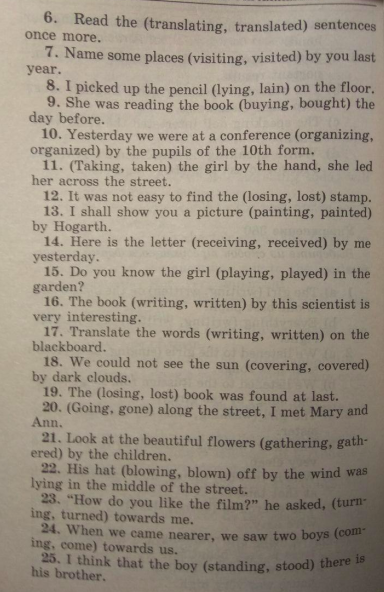 6. Read the (translating, translated) sentences
once more.
7. Name some places (visiting, visited) by you last
year.
8. I picked up the pencil (lying, lain) on the floor.
9. She was reading the book (buying, bought) the
day before.
10. Yesterday we were at a conference (organizing,
organized) by the pupils of the 10th form.
11. (Taking, taken) the girl by the hand, she led
her across the street.
12. It was not easy to find the (losing, lost) stamp.
13. I shall show you a picture (painting, painted)
by Hogarth.
14. Here is the letter (receiving, received) by me
yesterday.
15. Do you know the girl (playing, played) in the
garden?
16. The book (writing, written) by this scientist is
very interesting.
17. Translate the words (writing, written) on the
blackboard.
18. We could not see the sun (covering, covered)
by dark clouds.
19. The (losing, lost) book was found at last.
20. (Going, gone) along the street, I met Mary and
Ann.
21. Look at the beautiful flowers (gathering, gath-
ered) by the children.
22. His hat (blowing, blown) off by the wind was
lying in the middle of the street.
23. "How do you like the film?" he asked, (turn-
ing, turned) towards me.
24. When we came nearer, we saw two boys (com-
ing, come) towards us.
25. I think that the boy (standing, stood) there is
his brother.